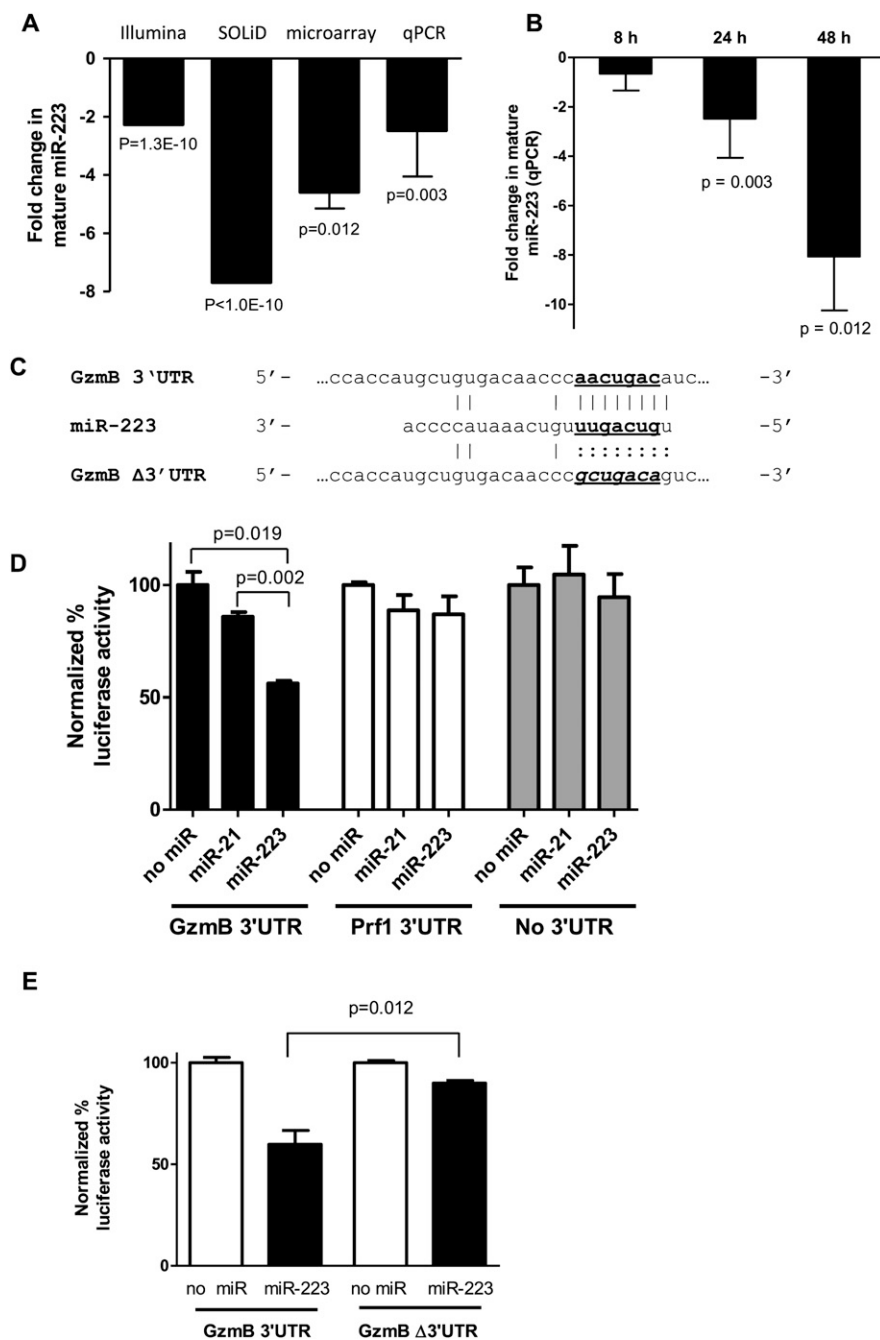 A
Illumina SOLiD microarray qPCR
Fold change in
mature miR-223
0
-2
-4
-6
-8
P=1.3E-10
P<1.0E-10
p=0.012
p=0.003
B
8 h 24 h 48 h
Fold change in mature
miR-223 (qPCR)
0
-2
-4
-6
-8
-10
p = 0.003
p = 0.012
C
GzmB 3‘UTR 5’- …ccaccaugcugugacaacccaacugacauc… -3’
miR-223 3’- accccauaaacuguuugacugu -5’
GzmB Δ3’UTR 5’- …ccaccaugcugugacaacccgcugacaguc… -3’
D
Normalized %
luciferase activity
100
50
0
p=0.019
p=0.002
no miR miR-21 miR-223 no miR miR-21 miR-223 no miR miR-21 miR-223
GzmB 3'UTR Prf1 3'UTR No 3'UTR
E
Normalized %
luciferase activity
100
50
0
p=0.012
no miR miR-223 no miR miR-223
GzmB 3'UTR GzmB Δ3'UTR